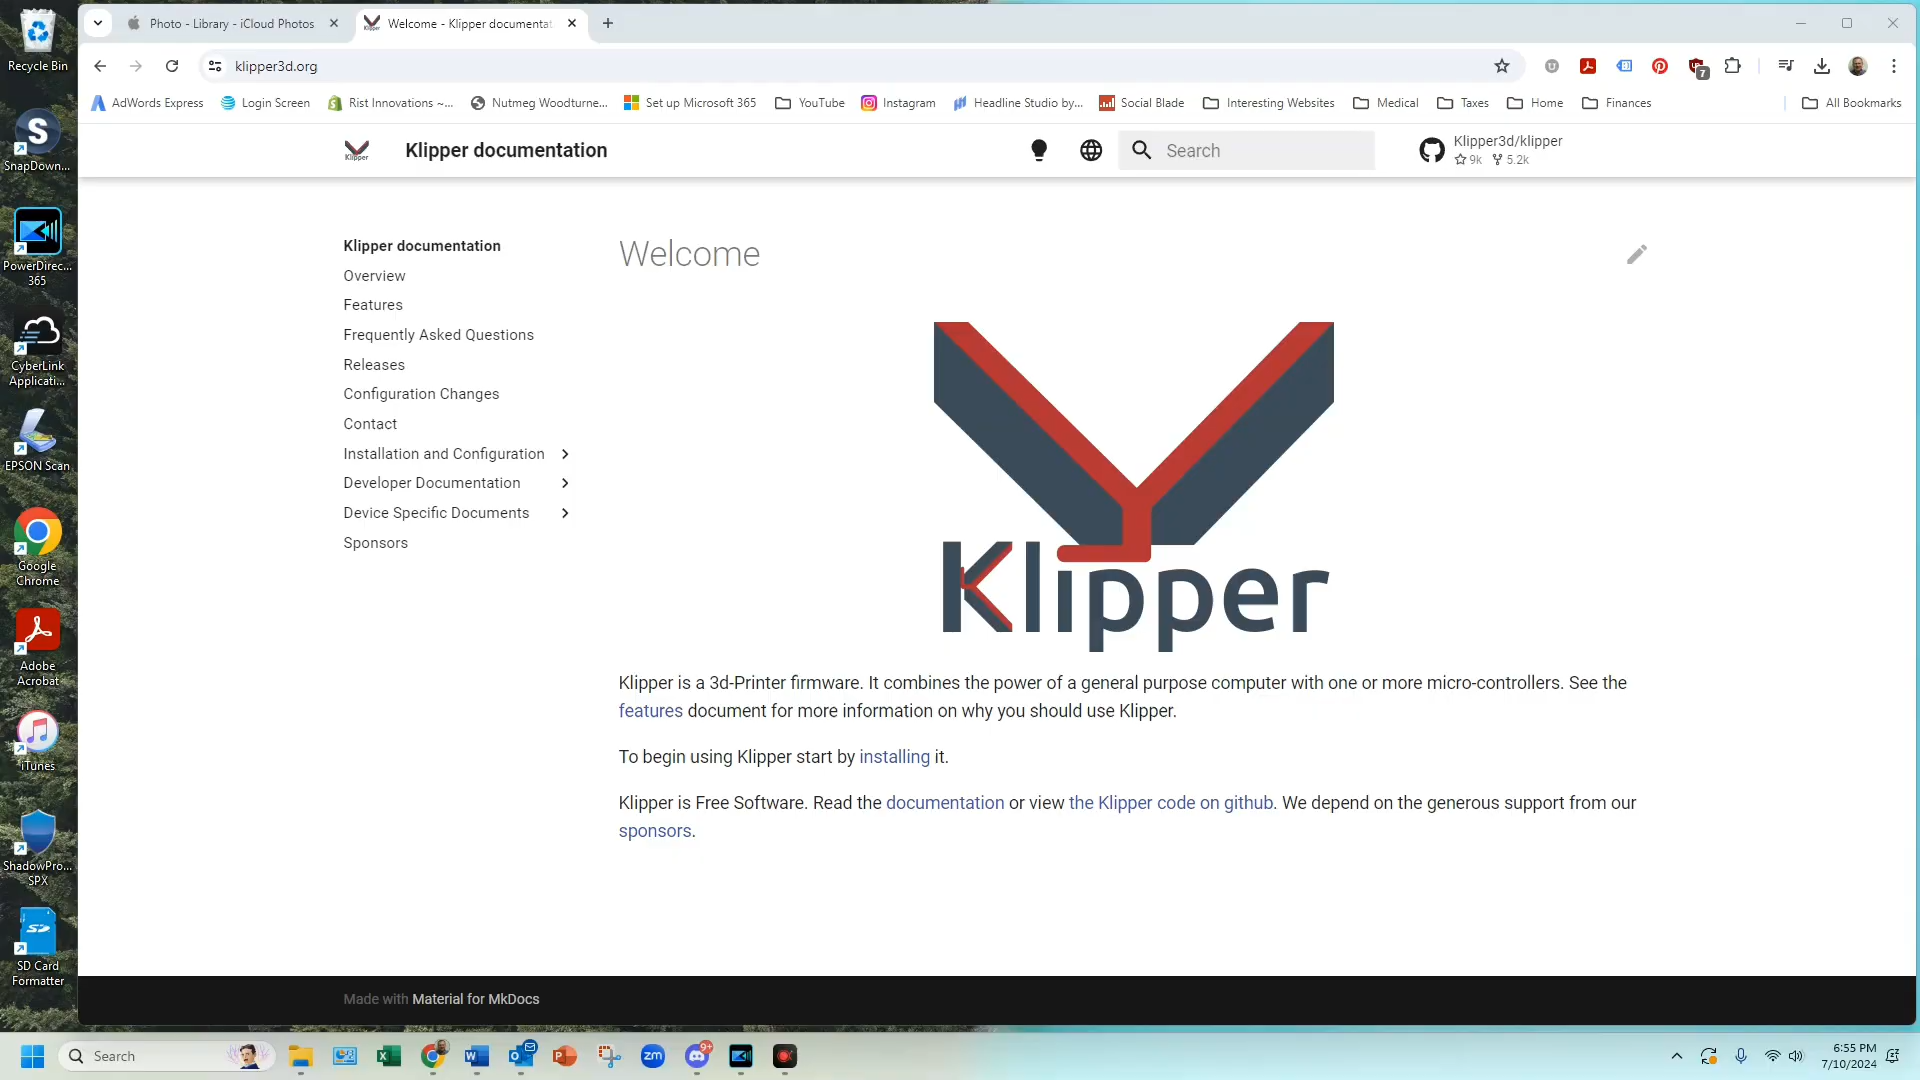 Recycle Bin
SnapDown...
PowerDirec...
365
CyberLink
Applicati...
EPSON Scan
Google
Chrome
Adobe
Acrobat
iTunes
ShadowPro...
SPX
SD Card
Formatter
Photo - Library - iCloud Photos
Welcome - Klipper documentat
klipper3d.org
7
AdWords Express
Login Screen
Rist Innovations ~...
Nutmeg Woodturne...
Set up Microsoft 365
YouTube
Instagram
Headline Studio by...
Social Blade
Interesting Websites
Medical
Taxes
Home
Finances
All Bookmarks
Klipper
Klipper documentation
Search
Klipper3d/klipper
9k 5.2k
Klipper documentation
Overview
Features
Frequently Asked Questions
Releases
Configuration Changes
Contact
Installation and Configuration
Developer Documentation
Device Specific Documents
Sponsors
Welcome
Klipper
Klipper is a 3d-Printer firmware. It combines the power of a general purpose computer with one or more micro-controllers. See the
features document for more information on why you should use Klipper.
To begin using Klipper start by installing it.
Klipper is Free Software. Read the documentation or view the Klipper code on github. We depend on the generous support from our
sponsors.
Made with Material for MkDocs
Search
zm
9+
6:55 PM
7/10/2024